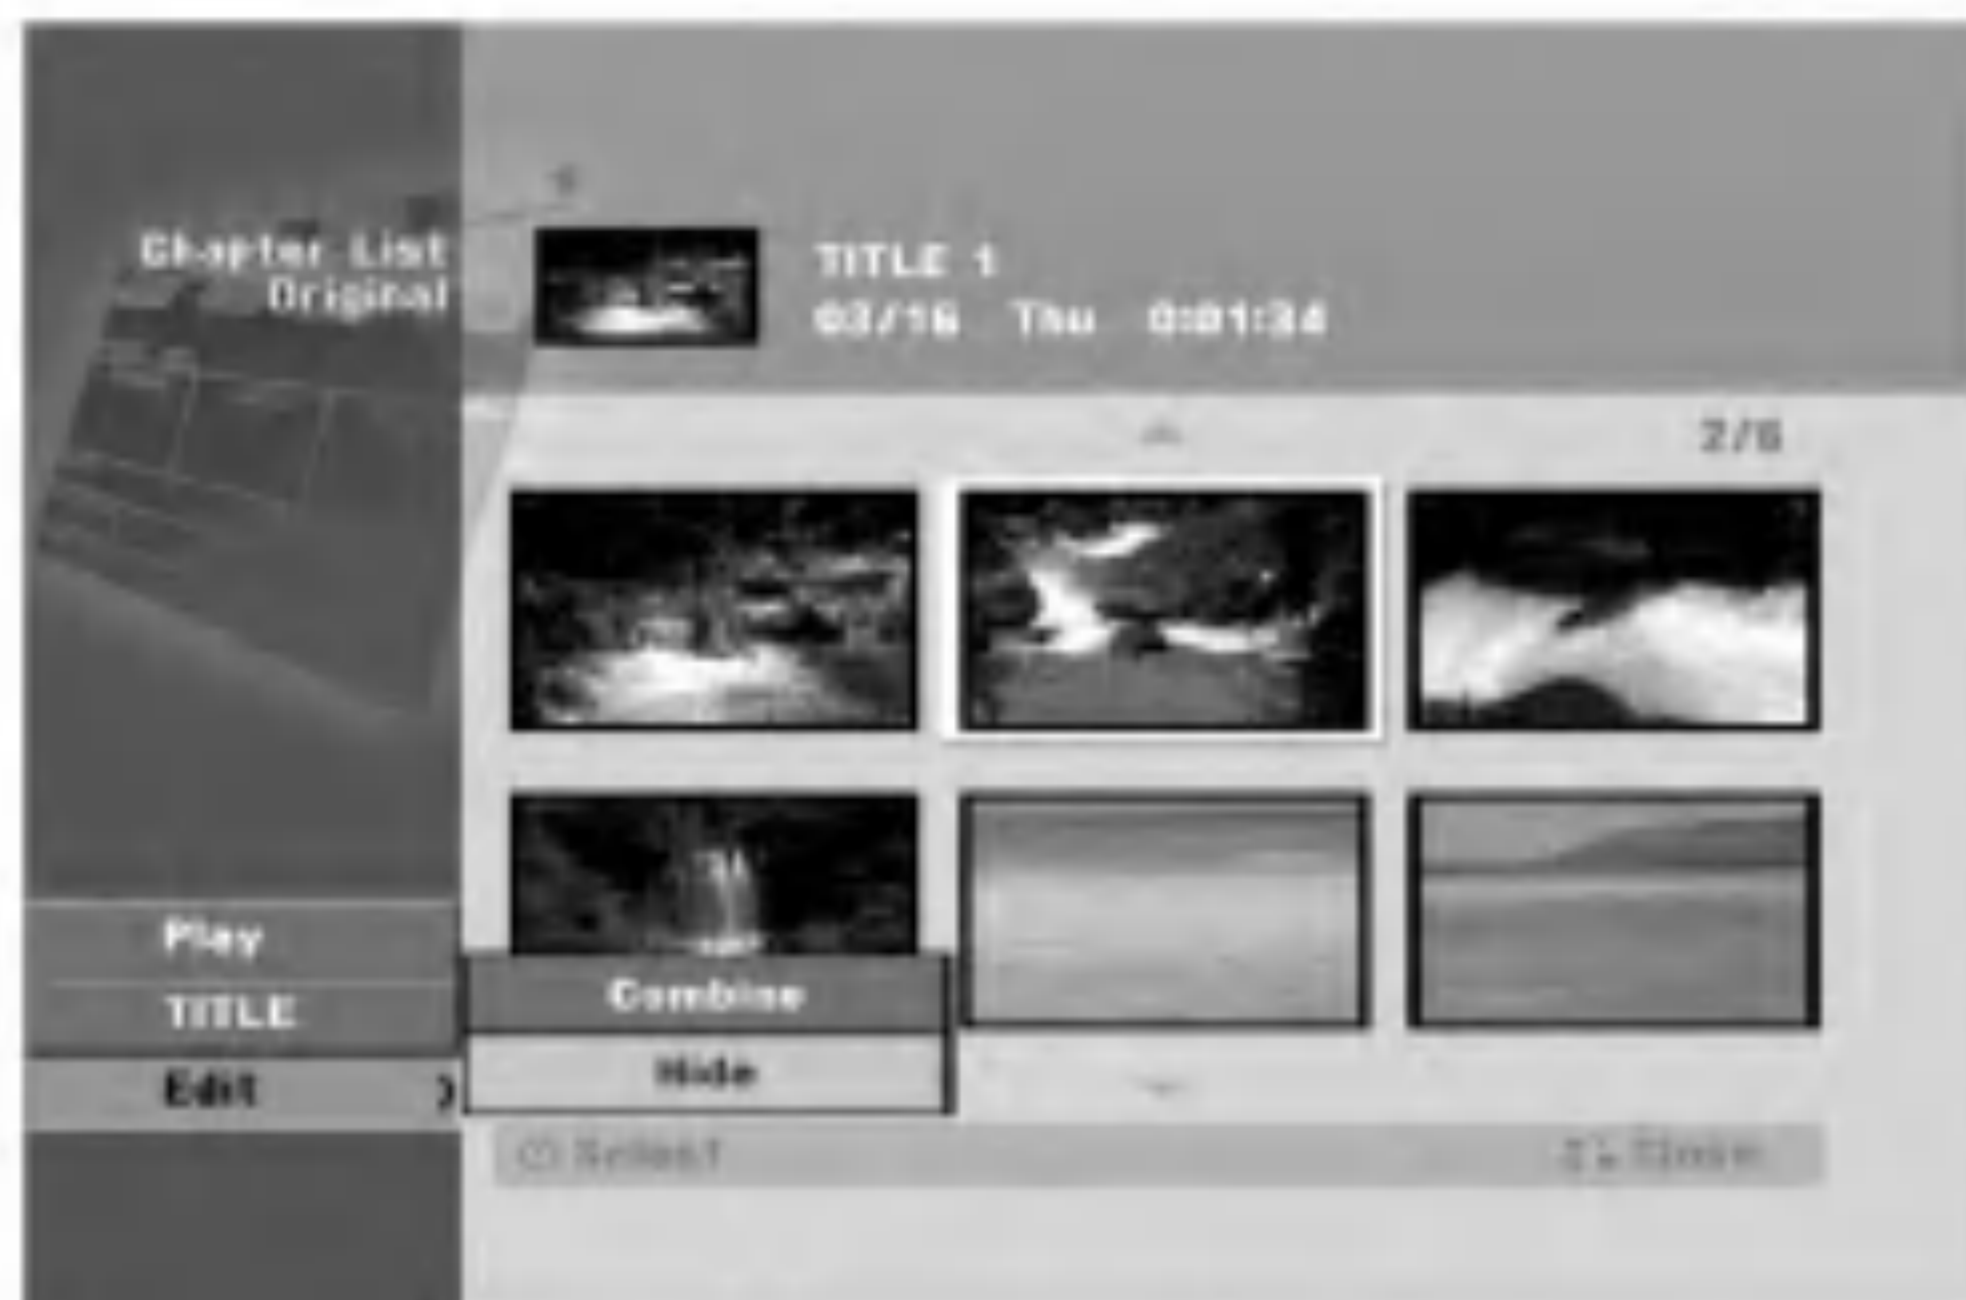 Chapter List
Original
TITLE 1
03/16 Thu 0:01:34
2/6
Play
TITLE
Edit
Combine
Hide
Select
Close